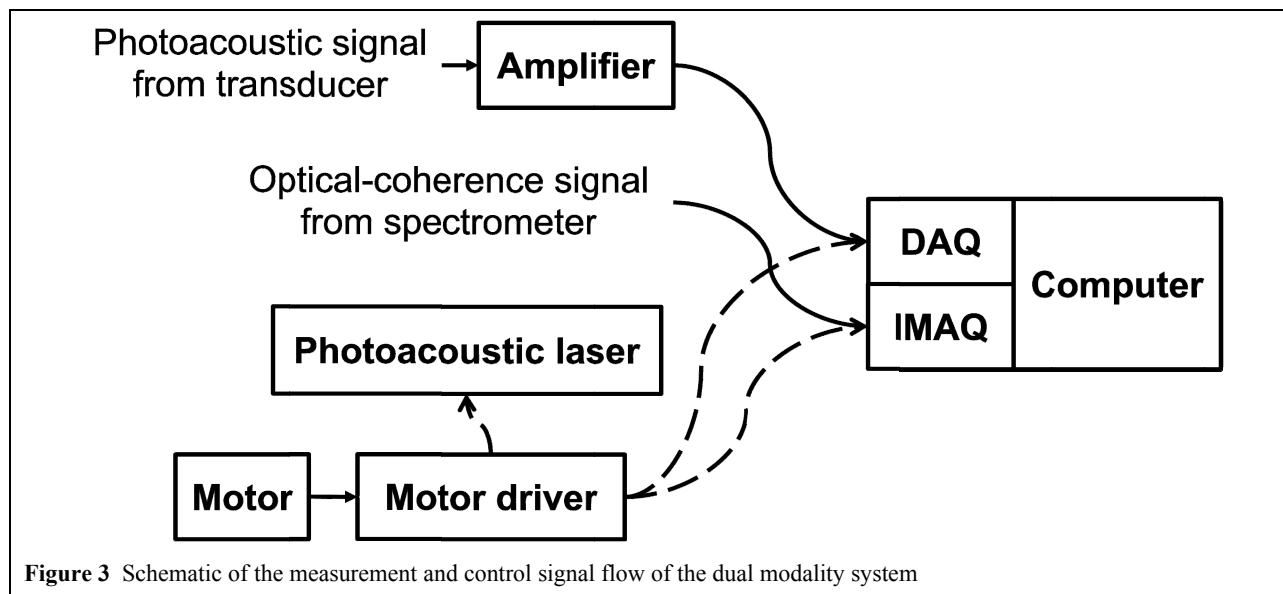 Photoacoustic signal
from transducer
Amplifier
Optical-coherence signal
from spectrometer
DAQ
IMAQ
Computer
Photoacoustic laser
Motor
Motor driver
Figure 3 Schematic of the measurement and control signal flow of the dual modality system